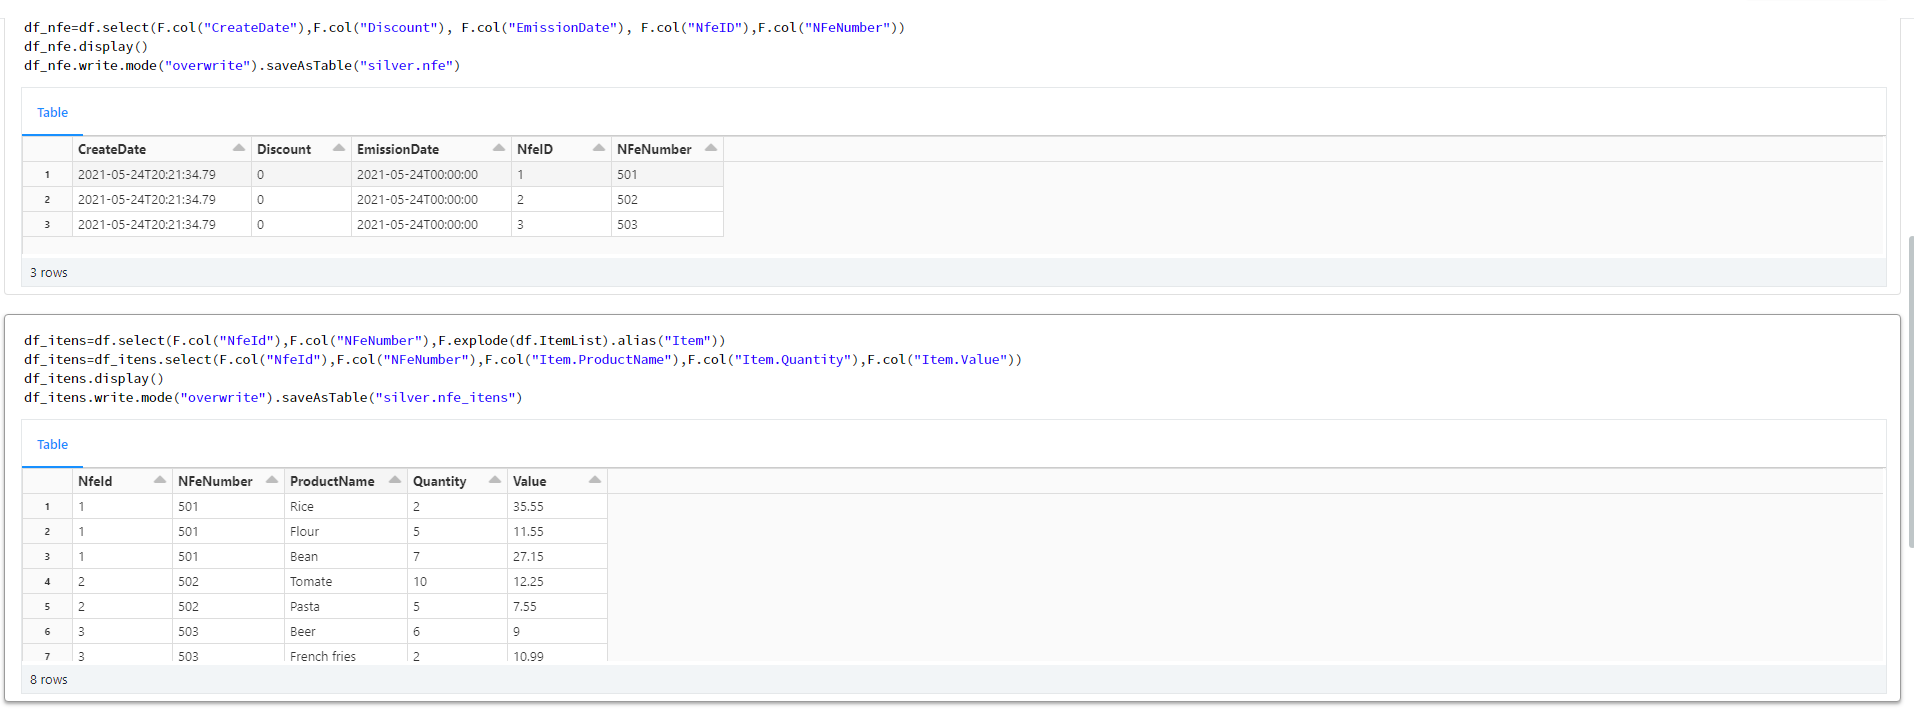 df_nfe=df.select(F.col("CreateDate"),F.col("Discount"), F.col("EmissionDate"), F.col("NfeID"),F.col("NFeNumber"))
df_nfe.display()
df_nfe.write.mode("overwrite").saveAsTable("silver.nfe")
Table
CreateDate Discount EmissionDate NfeID NFeNumber
1 2021-05-24T20:21:34.79 0 2021-05-24T00:00:00 1 501
2 2021-05-24T20:21:34.79 0 2021-05-24T00:00:00 2 502
3 2021-05-24T20:21:34.79 0 2021-05-24T00:00:00 3 503
3 rows
df_itens=df.select(F.col("NfeId"),F.col("NFeNumber"),F.explode(df.ItemList).alias("Item"))
df_itens=df_itens.select(F.col("NfeId"),F.col("NFeNumber"),F.col("Item.ProductName"),F.col("Item.Quantity"),F.col("Item.Value"))
df_itens.display()
df_itens.write.mode("overwrite").saveAsTable("silver.nfe_itens")
Table
NfeId NFeNumber ProductName Quantity Value
1 1 501 Rice 2 35.55
2 1 501 Flour 5 11.55
3 1 501 Bean 7 27.15
4 2 502 Tomate 10 12.25
5 2 502 Pasta 5 7.55
6 3 503 Beer 6 9
7 3 503 French fries 2 10.99
8 rows